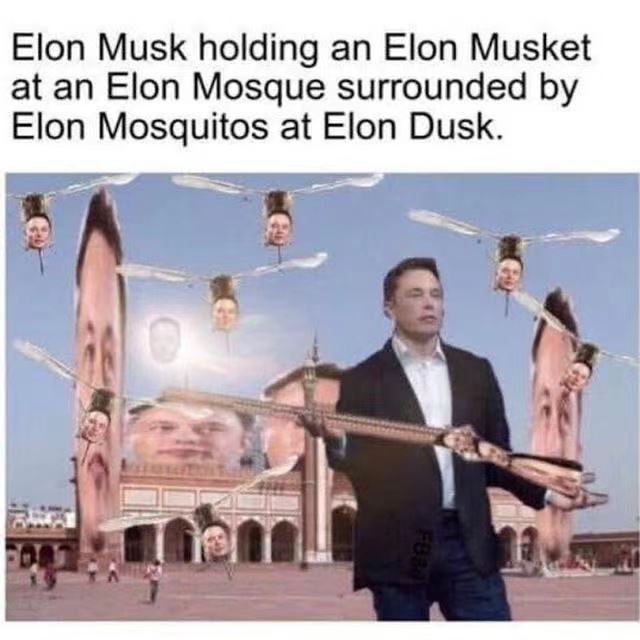 Elon Musk holding an Elon Musket
at an Elon Mosque surrounded by
Elon Mosquitos at Elon Dusk.